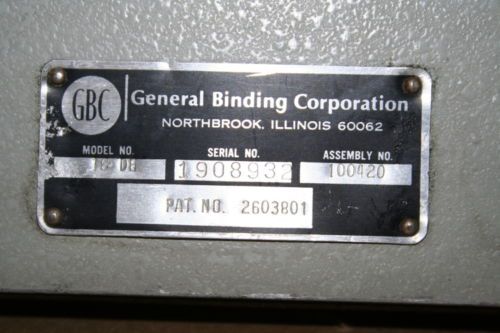 GBC General Binding Corporation
NORTHBROOK, ILLINOIS 60062
MODEL NO. SERIAL NO. ASSEMBLY NO.
1908932 100420
PAT. NO. 2603801